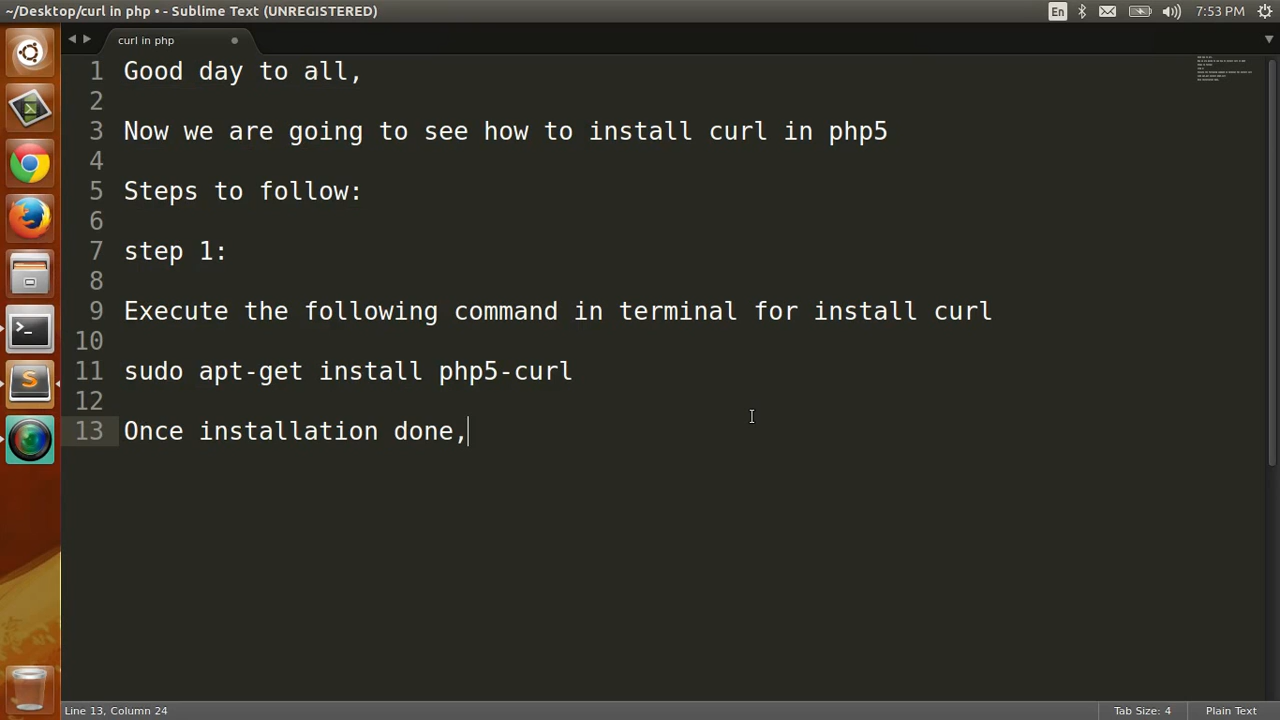 ~/Desktop/curl in php • - Sublime Text (UNREGISTERED)
En
7:53 PM
curl in php
1 Good day to all,
2
3 Now we are going to see how to install curl in php5
4
5 Steps to follow:
6
7 step 1:
8
9 Execute the following command in terminal for install curl
10
11 sudo apt-get install php5-curl
12
13 Once installation done,
Line 13, Column 24
Tab Size: 4
Plain Text